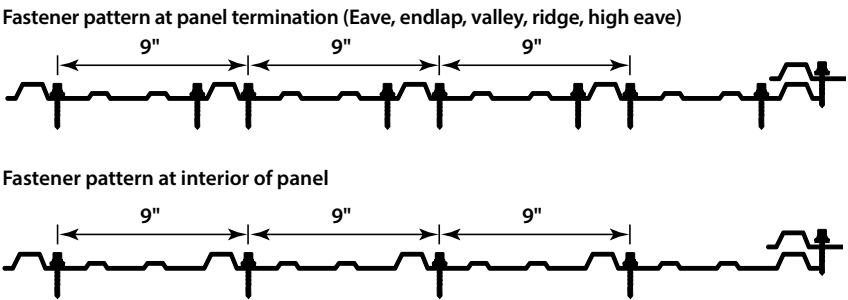 Fastener pattern at panel termination (Eave, endlap, valley, ridge, high eave)
9" 9" 9"
Fastener pattern at interior of panel
9" 9" 9"